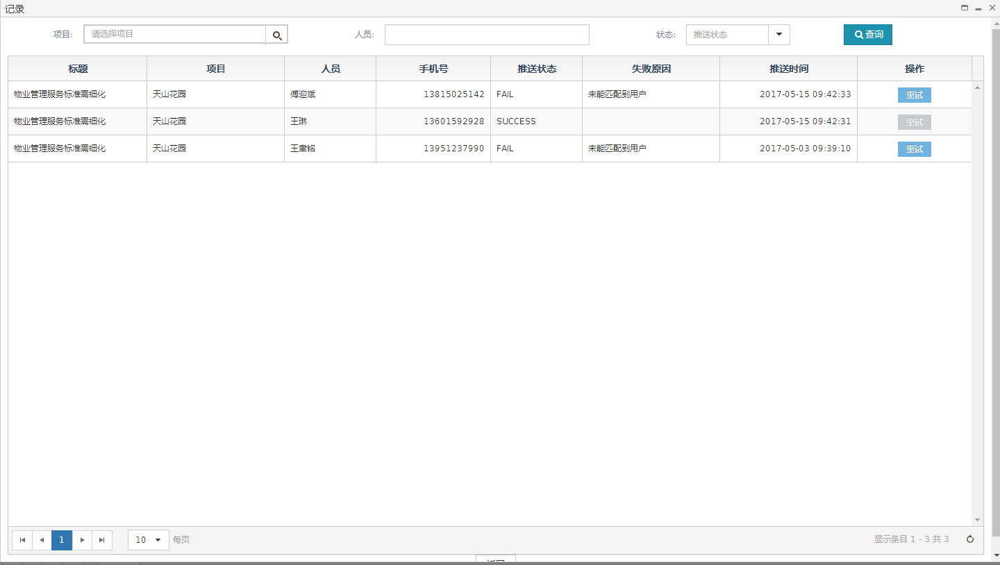 记录
项目: 请选择项目 人员: 状态: 推送状态 查询
标题 项目 人员 手机号 推送状态 失败原因 推送时间 操作
物业管理服务标准需细化 天山花园 傅迎斌 13815025142 FAIL 未能匹配到用户 2017-05-15 09:42:33 重试
物业管理服务标准需细化 天山花园 王琳 13601592928 SUCCESS 2017-05-15 09:42:31 重试
物业管理服务标准需细化 天山花园 王聿铭 13951237990 FAIL 未能匹配到用户 2017-05-03 09:39:10 重试
1 10 每页 显示条目 1 - 3 共 3